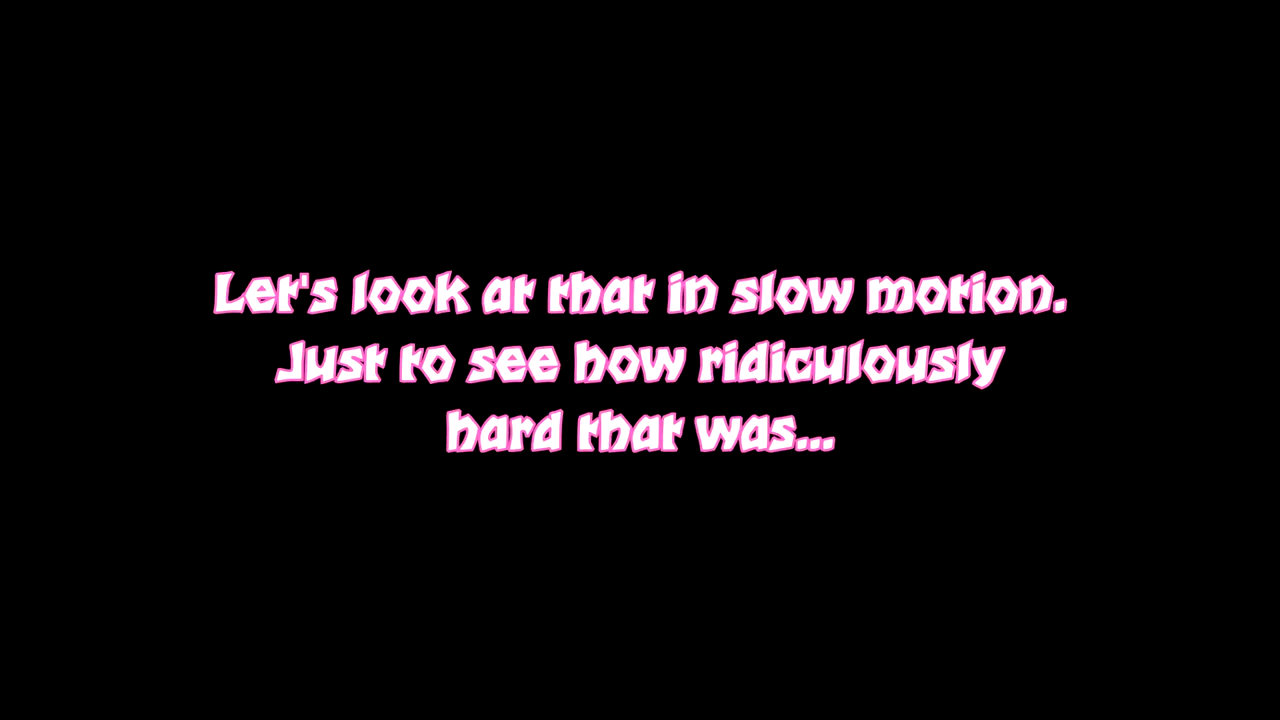 Let's look at that in slow motion.
Just to see how ridiculously
hard that was...